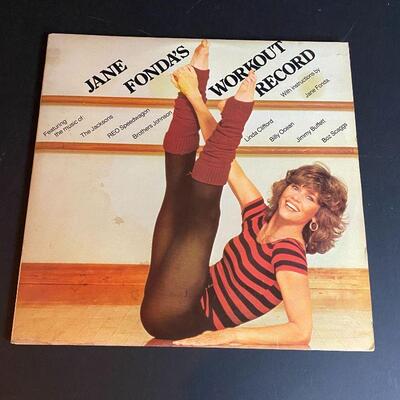 JANE
FONDA'S
WORKOUT
RECORD
Featuring
the music of
The Jacksons
REO Speedwagon
Brothers Johnson
With instructions by
Jane Fonda
Linda Clifford
Billy Ocean
Jimmy Buffett
Boz Scaggs